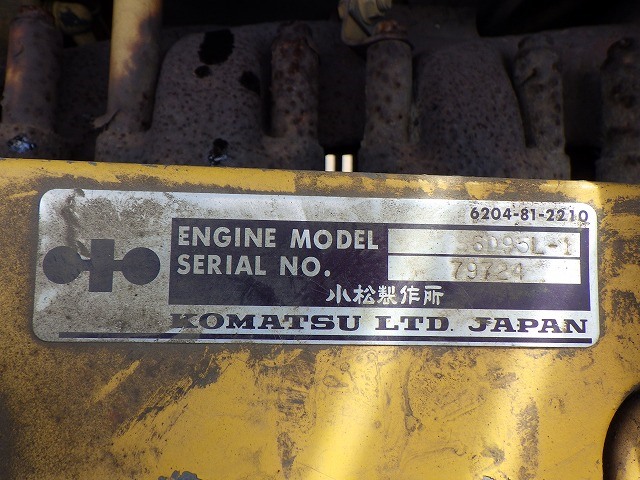 6204-81-2210
ENGINE MODEL S6D95L-1
SERIAL NO. 79724
小松製作所
KOMATSU LTD. JAPAN